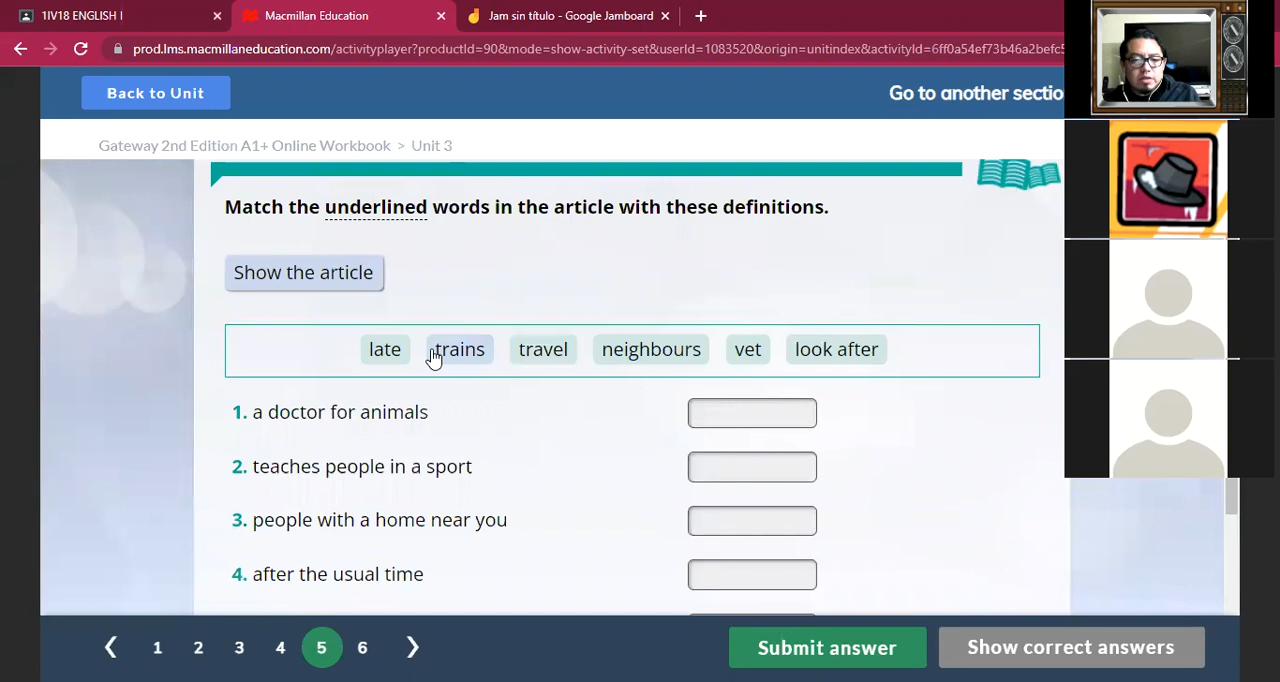 1IV18 ENGLISH I
Macmillan Education
Jam sin título - Google Jamboard
prod.lms.macmillaneducation.com/activityplayer?productId=90&mode=show-activity-set&userId=1083520&origin=unitindex&activityId=6ff0a54ef73b46a2befc5
Back to Unit
Go to another sectio
Gateway 2nd Edition A1+ Online Workbook > Unit 3
Match the underlined words in the article with these definitions.
Show the article
late trains travel neighbours vet look after
1. a doctor for animals
2. teaches people in a sport
3. people with a home near you
4. after the usual time
1 2 3 4 5 6
Submit answer
Show correct answers